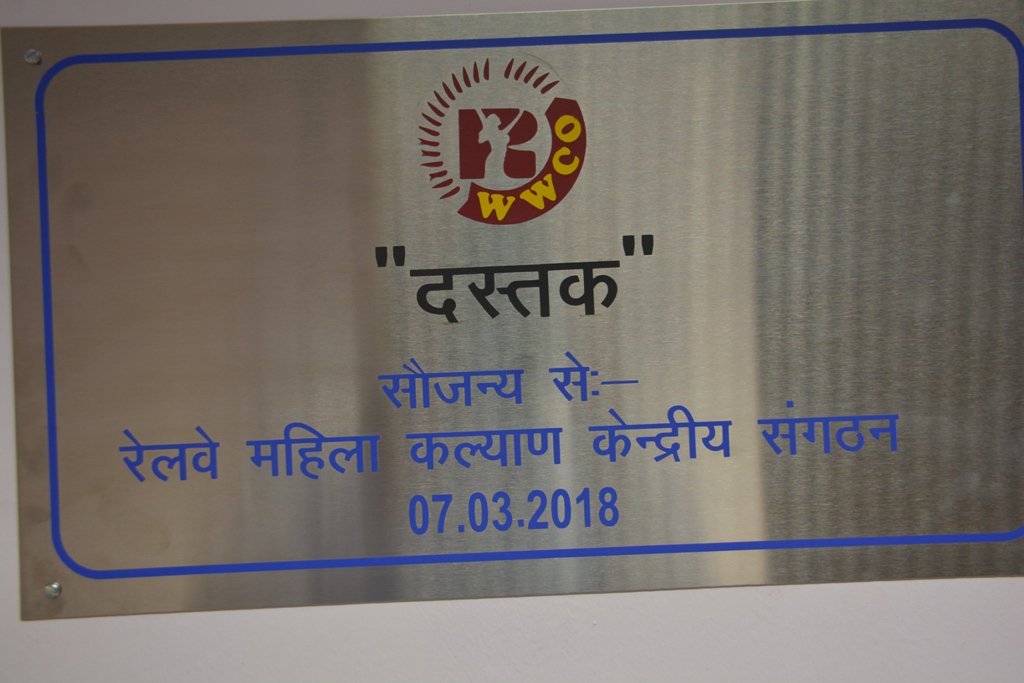 RWWCO
"दस्तक"
सौजन्य से:–
रेलवे महिला कल्याण केन्द्रीय संगठन
07.03.2018